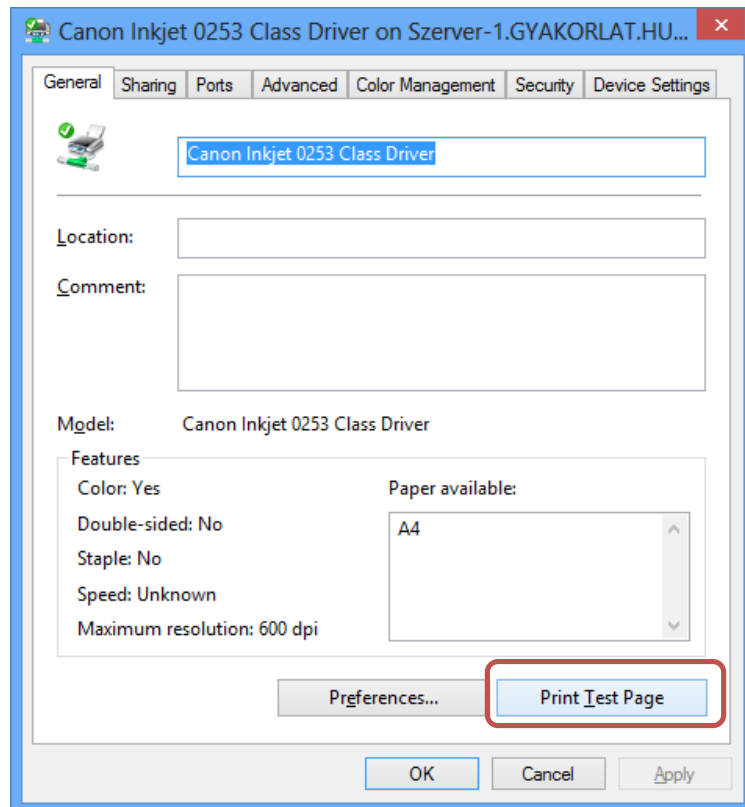 Canon Inkjet 0253 Class Driver on Szerver-1.GYAKORLAT.HU...
General Sharing Ports Advanced Color Management Security Device Settings
Canon Inkjet 0253 Class Driver
Location:
Comment:
Model: Canon Inkjet 0253 Class Driver
Features
Color: Yes Paper available:
Double-sided: No A4
Staple: No
Speed: Unknown
Maximum resolution: 600 dpi
Preferences... Print Test Page
OK Cancel Apply